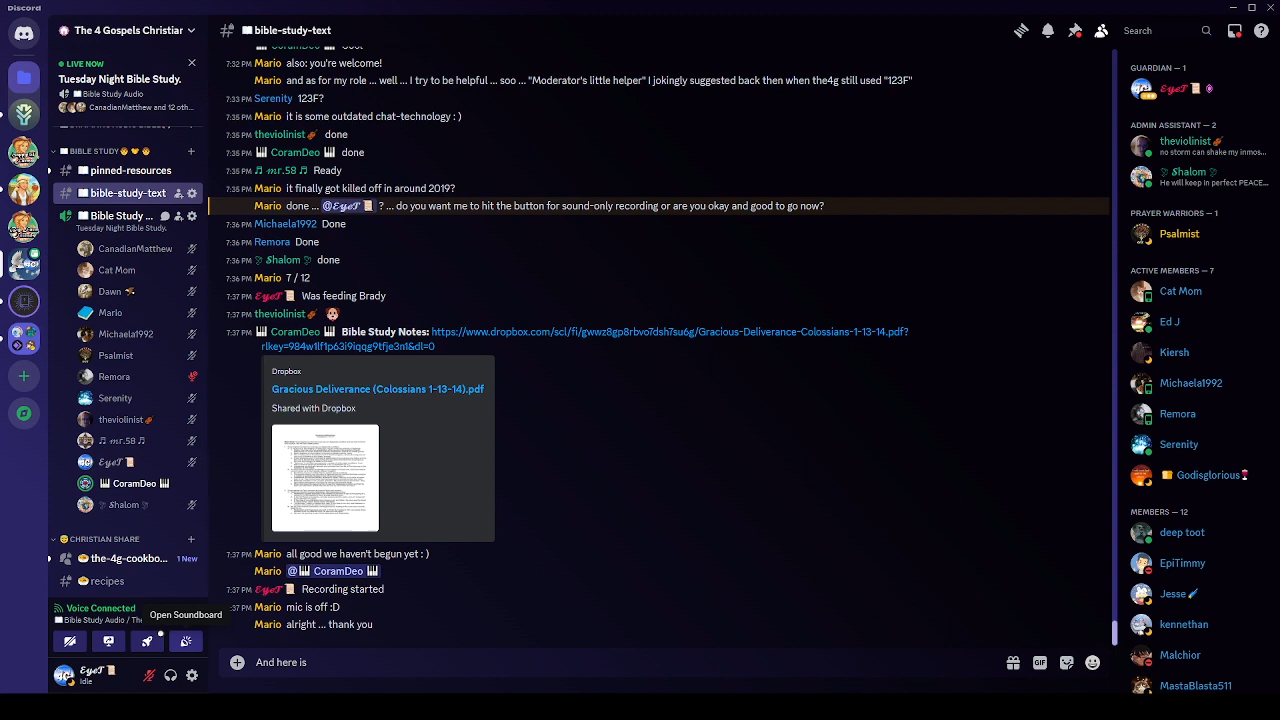 Discord
The 4 Gospels Christiar
bible-study-text
Search
LIVE NOW
Tuesday Night Bible Study.
Bible Study Audio
CanadianMatthew and 12 oth...
BIBLE STUDY
pinned-resources
bible-study-text
Bible Study ...
Tuesday Night Bible Study.
CanadianMatthew
Cat Mom
Dawn
Mario
Michaela1992
Psalmist
Remora
Serenity
theviolinist
♫ 𝓂𝓇.58 ♫
𝓔𝔂𝓮𝓣
CoramDeo
Shalom
CHRISTIAN SHARE
the-4g-cookbo... 1 New
recipes
Voice Connected
Bible Study Audio / The
Open Soundboard
𝓔𝔂𝓮𝓣
Idle
CoramDeo Cool
7:32 PM Mario also: you're welcome!
Mario and as for my role ... well ... I try to be helpful ... soo ... "Moderator's little helper" I jokingly suggested back then when the4g still used "123F"
7:33 PM Serenity 123F?
7:35 PM Mario it is some outdated chat-technology : )
7:35 PM theviolinist done
7:35 PM CoramDeo done
7:35 PM ♫ 𝓂𝓇.58 ♫ Ready
7:35 PM Mario it finally got killed off in around 2019?
Mario done ... @𝓔𝔂𝓮𝓣 ? ... do you want me to hit the button for sound-only recording or are you okay and good to go now?
7:36 PM Michaela1992 Done
7:36 PM Remora Done
7:36 PM Shalom done
7:36 PM Mario 7 / 12
7:37 PM 𝓔𝔂𝓮𝓣 Was feeding Brady
7:37 PM theviolinist
7:37 PM CoramDeo Bible Study Notes: https://www.dropbox.com/scl/fi/gwwz8gp8rbvo7dsh7su6g/Gracious-Deliverance-Colossians-1-13-14.pdf?
rlkey=984w1lf1p63i9iqqg9tfje3n1&dl=0
Dropbox
Gracious Deliverance (Colossians 1-13-14).pdf
Shared with Dropbox
7:37 PM Mario all good we haven't begun yet : )
Mario @ CoramDeo
7:37 PM 𝓔𝔂𝓮𝓣 Recording started
:37 PM Mario mic is off :D
Mario alright ... thank you
And here is
GIF
GUARDIAN — 1
𝓔𝔂𝓮𝓣
ADMIN ASSISTANT — 2
theviolinist
no storm can shake my inmos...
Shalom
He will keep in perfect PEACE...
PRAYER WARRIORS — 1
Psalmist
ACTIVE MEMBERS — 7
Cat Mom
Ed J
Kiersh
Michaela1992
Remora
Serenity
Godisglorious
MEMBERS — 12
deep toot
EpiTimmy
Jesse
kennethan
Malchior
MastaBlasta511